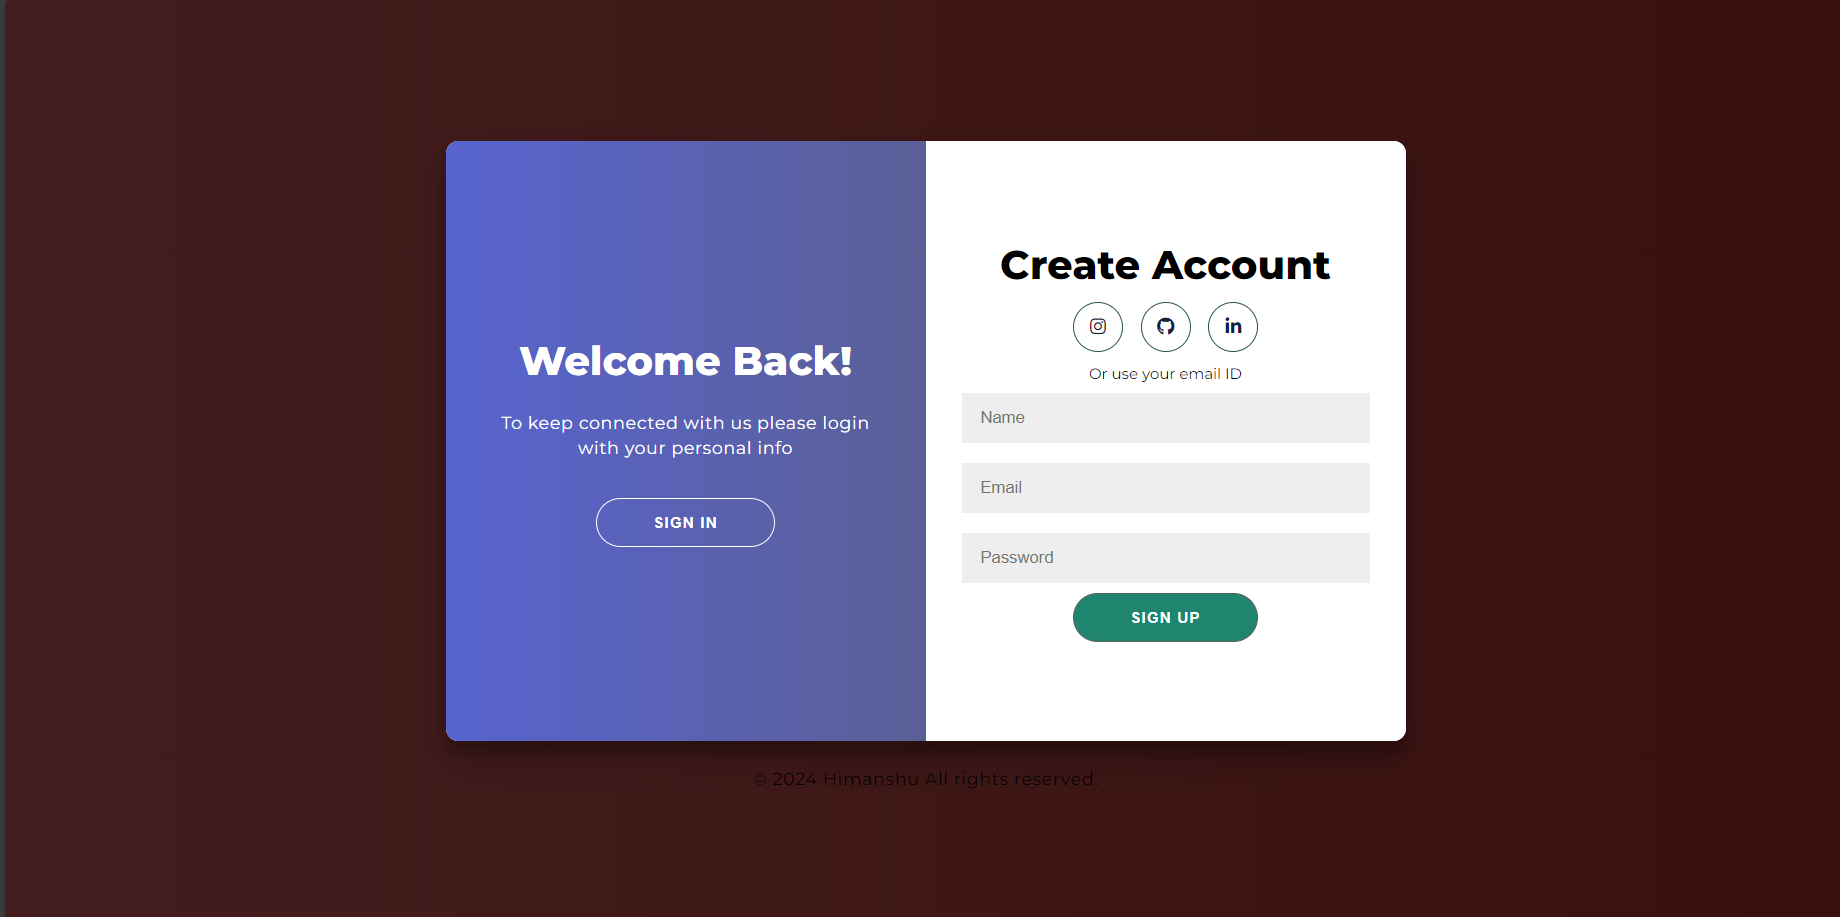 Welcome Back!
To keep connected with us please login
with your personal info
SIGN IN
Create Account
Or use your email ID
Name
Email
Password
SIGN UP
© 2024 Himanshu All rights reserved.